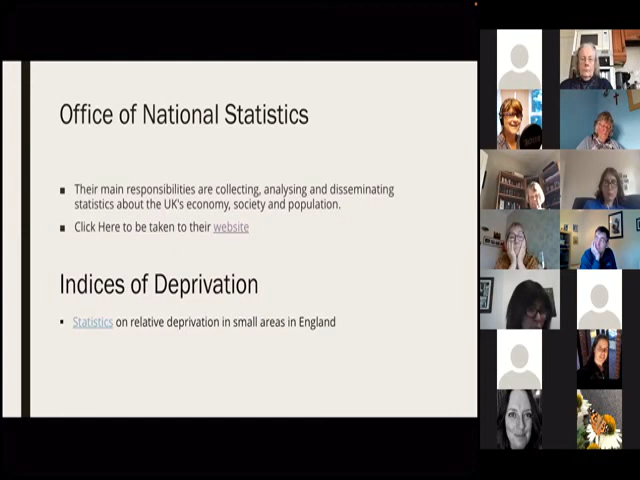 Office of National Statistics
▪ Their main responsibilities are collecting, analysing and disseminating
statistics about the UK's economy, society and population.
▪ Click Here to be taken to their website
Indices of Deprivation
▪ Statistics on relative deprivation in small areas in England